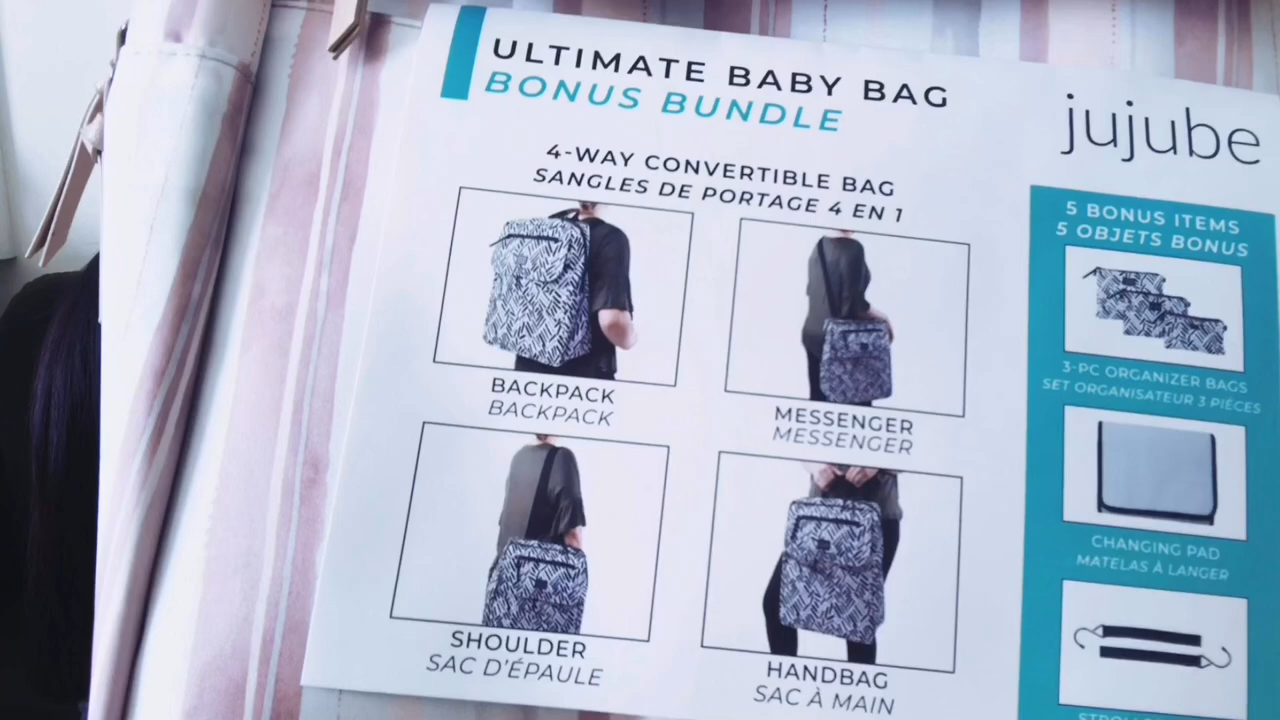 ULTIMATE BABY BAG
BONUS BUNDLE
4-WAY CONVERTIBLE BAG
SANGLES DE PORTAGE 4 EN 1
BACKPACK
BACKPACK
MESSENGER
MESSENGER
SHOULDER
SAC D'ÉPAULE
HANDBAG
SAC À MAIN
jujube
5 BONUS ITEMS
5 OBJETS BONUS
3-PC ORGANIZER BAGS
SET ORGANISATEUR 3 PIÈCES
CHANGING PAD
MATELAS À LANGER